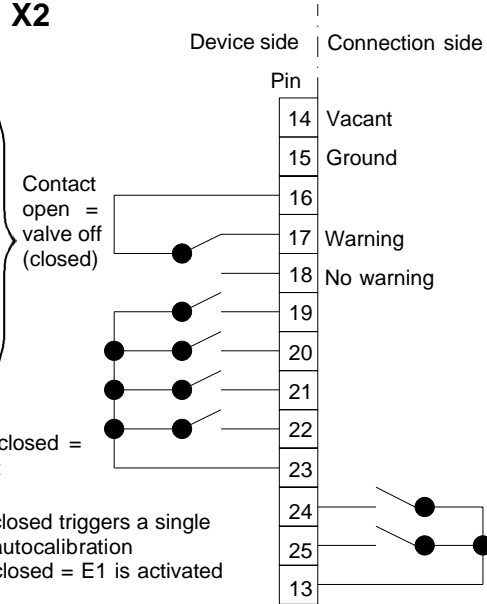 X2
Device side
Connection side
Pin
14
Vacant
15
Ground
Contact
open =
valve off
(closed)
16
17
Warning
18
No warning
19
20
21
22
closed =
23
24
closed triggers a single
autocalibration
25
closed = E1 is activated
13